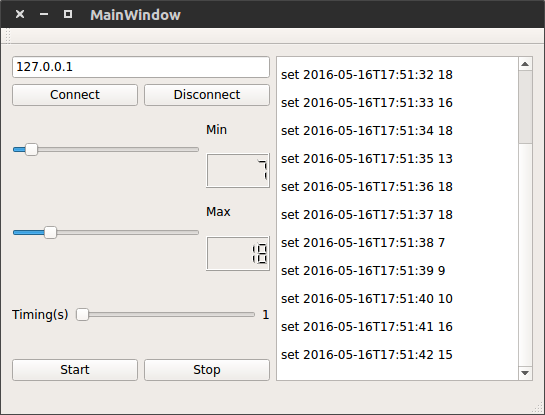 MainWindow
127.0.0.1
Connect Disconnect
Min
7
Max
18
Timing(s) 1
Start Stop
set 2016-05-16T17:51:32 18
set 2016-05-16T17:51:33 16
set 2016-05-16T17:51:34 18
set 2016-05-16T17:51:35 13
set 2016-05-16T17:51:36 18
set 2016-05-16T17:51:37 18
set 2016-05-16T17:51:38 7
set 2016-05-16T17:51:39 9
set 2016-05-16T17:51:40 10
set 2016-05-16T17:51:41 16
set 2016-05-16T17:51:42 15